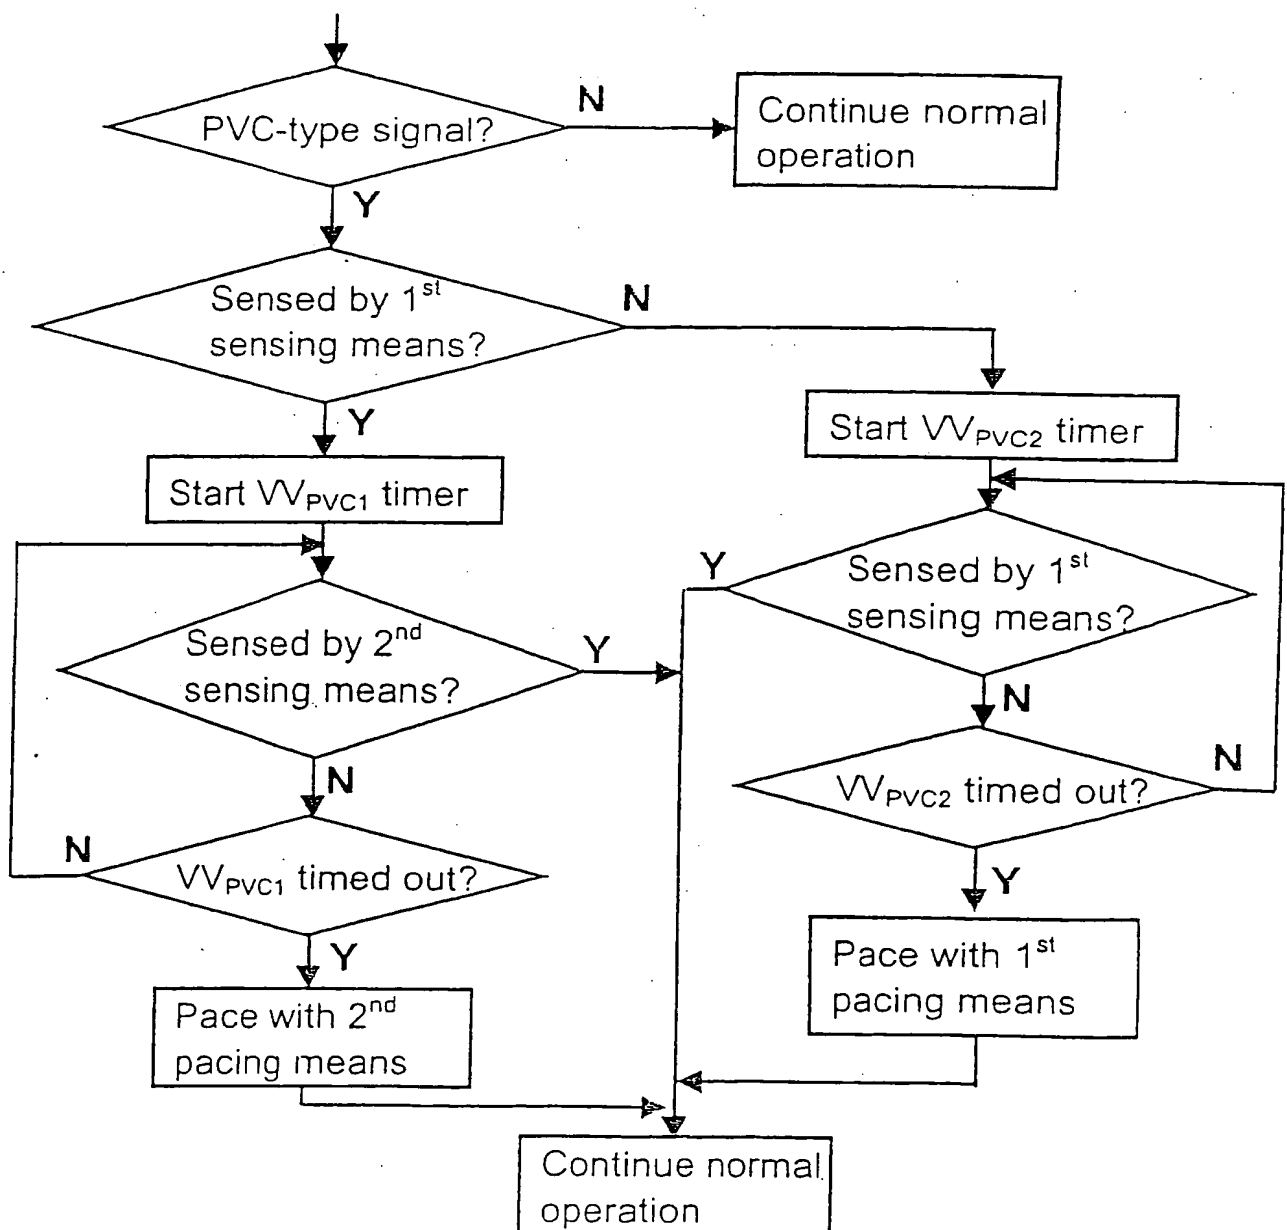 PVC-type signal?
N
Continue normal
operation
Y
Sensed by 1st
sensing means?
N
Y
Start VVPVC2 timer
Start VVPVC1 timer
Y
Sensed by 1st
sensing means?
Sensed by 2nd
sensing means?
Y
N
N
VVPVC2 timed out?
N
N
VVPVC1 timed out?
Y
Y
Pace with 1st
pacing means
Pace with 2nd
pacing means
Continue normal
operation